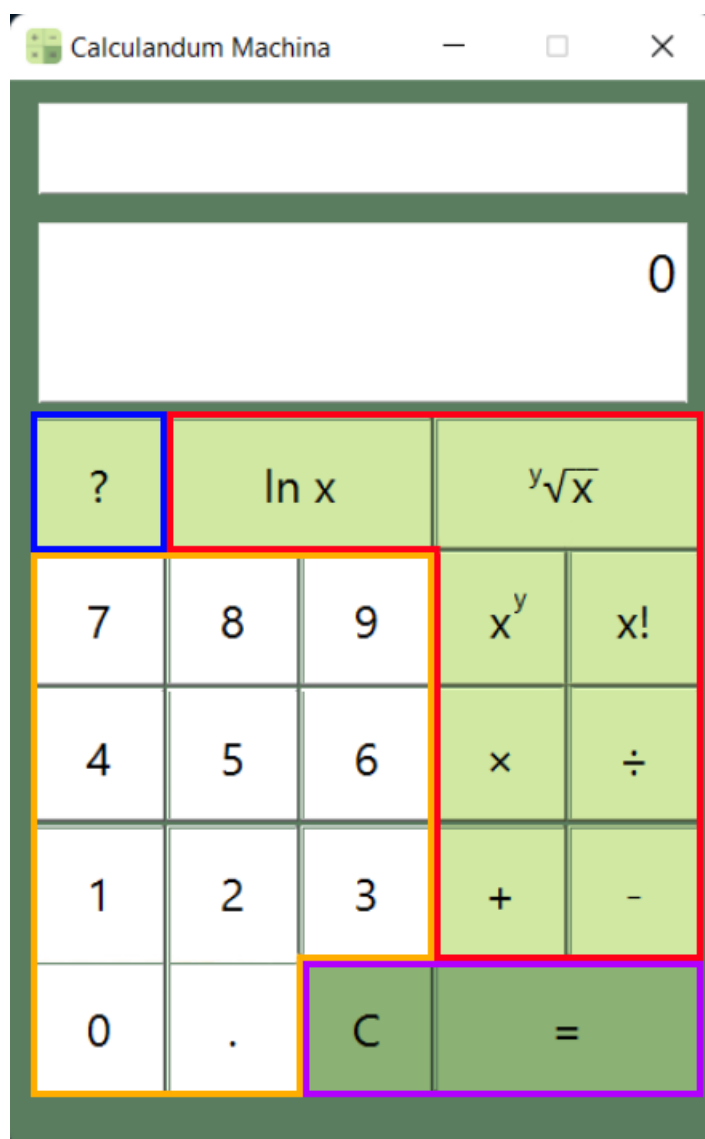 Calculandum Machina
0
? ln x ʸ√x
7 8 9 xʸ x!
4 5 6 × ÷
1 2 3 + -
0 . C =